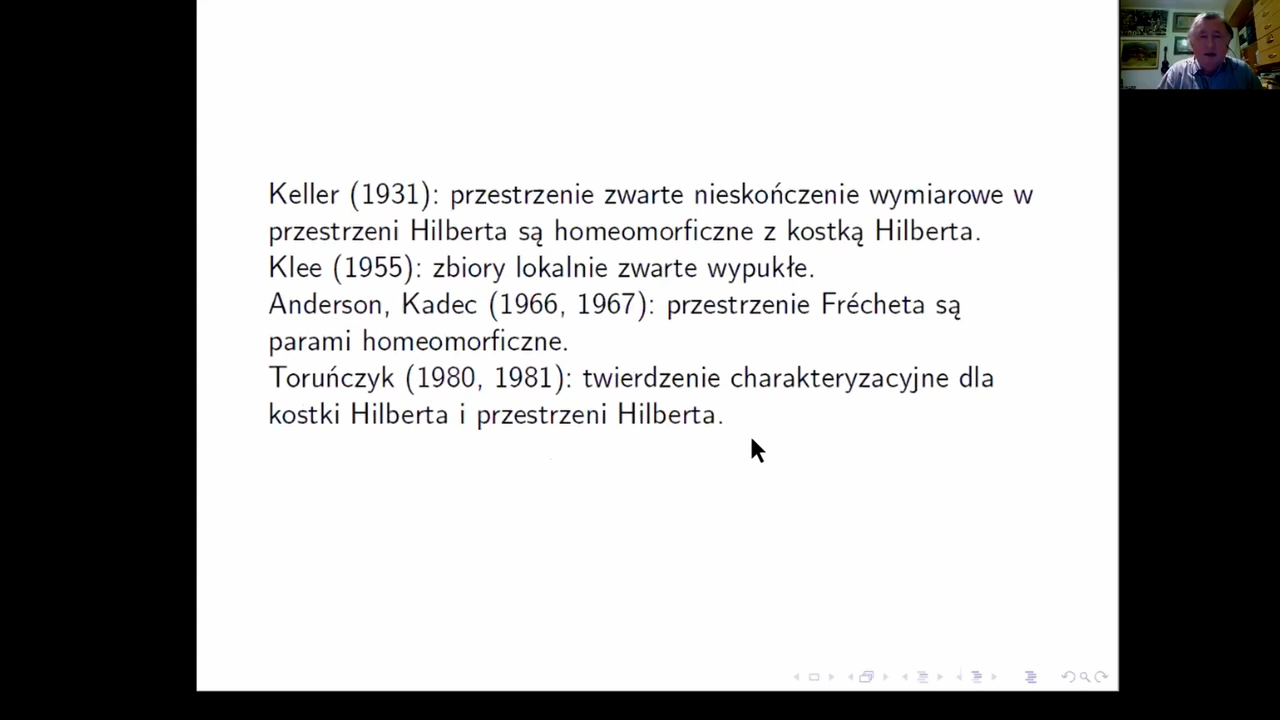 Keller (1931): przestrzenie zwarte nieskończenie wymiarowe w
przestrzeni Hilberta są homeomorficzne z kostką Hilberta.
Klee (1955): zbiory lokalnie zwarte wypukłe.
Anderson, Kadec (1966, 1967): przestrzenie Frécheta są
parami homeomorficzne.
Toruńczyk (1980, 1981): twierdzenie charakteryzacyjne dla
kostki Hilberta i przestrzeni Hilberta.